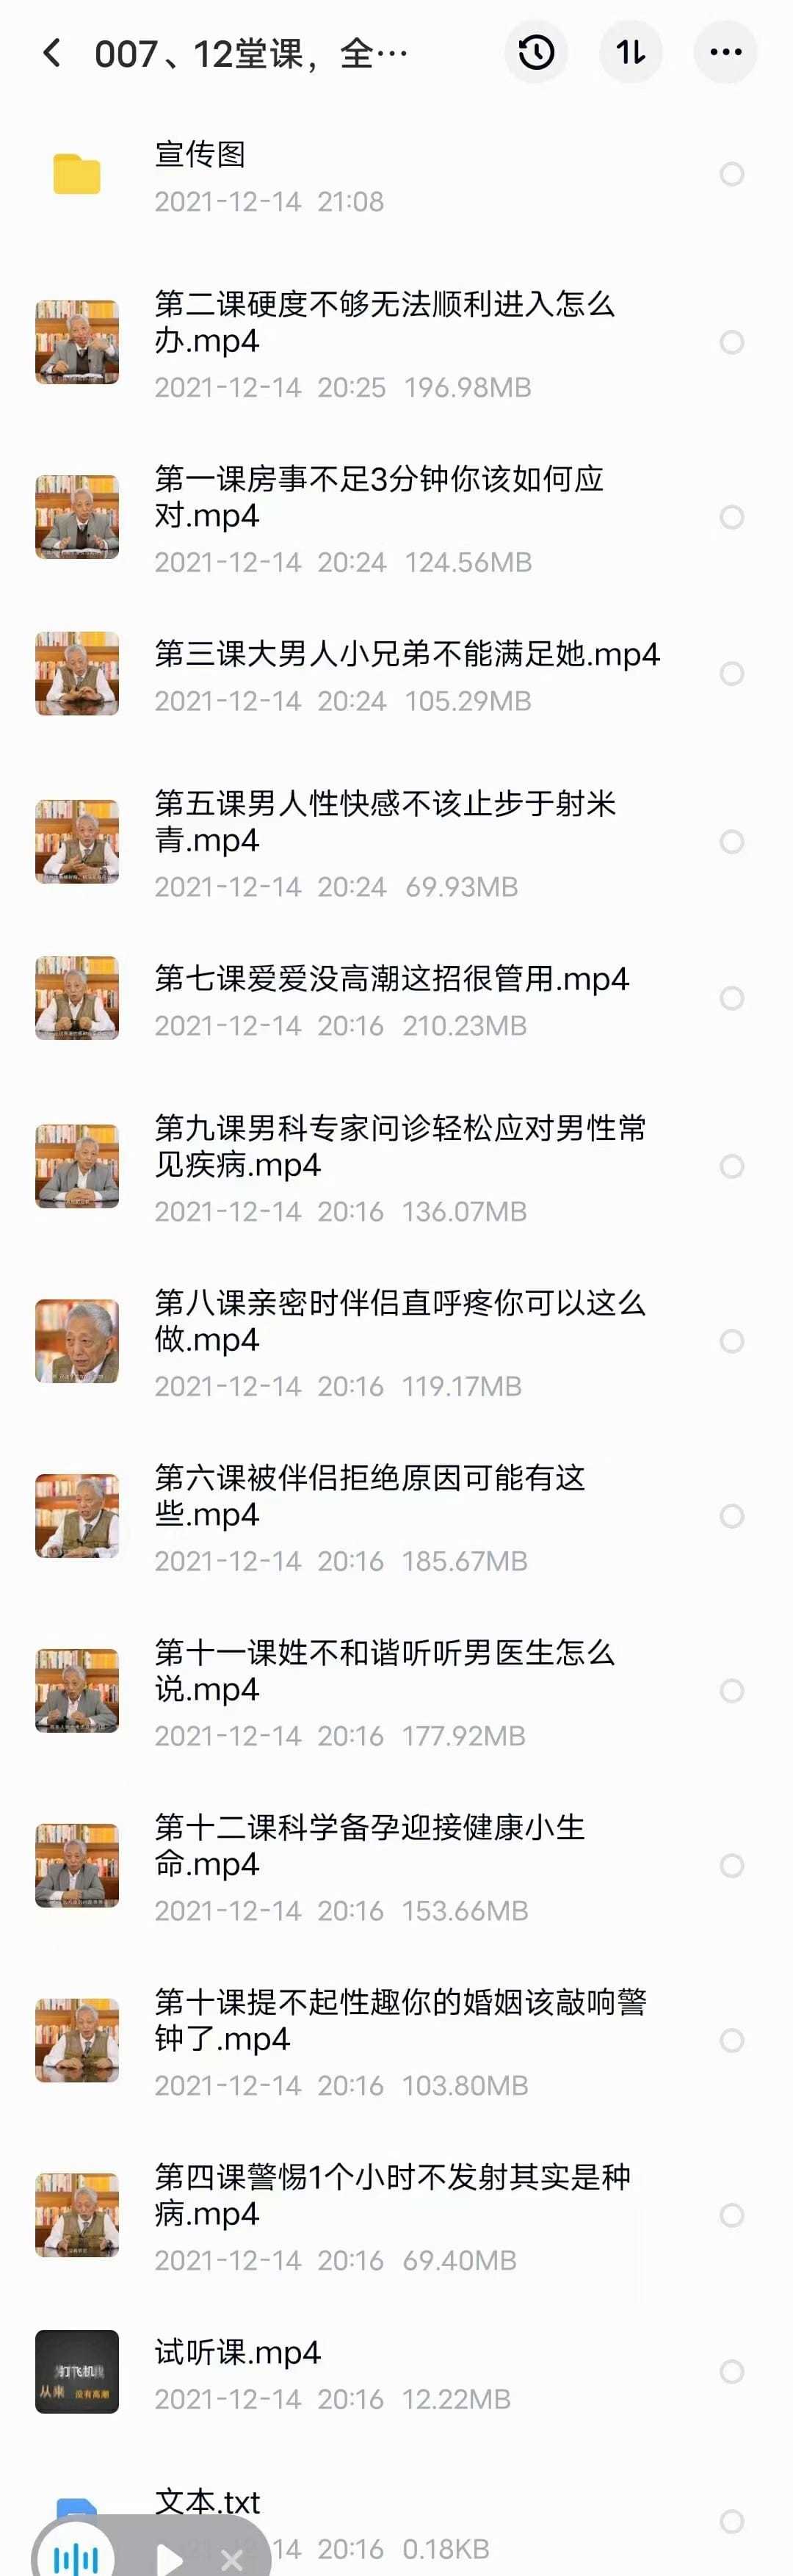 007、12堂课，全…
宣传图
2021-12-14 21:08
第二课硬度不够无法顺利进入怎么
办.mp4
2021-12-14 20:25 196.98MB
第一课房事不足3分钟你该如何应
对.mp4
2021-12-14 20:24 124.56MB
第三课大男人小兄弟不能满足她.mp4
2021-12-14 20:24 105.29MB
第五课男人性快感不该止步于射米
青.mp4
2021-12-14 20:24 69.93MB
第七课爱爱没高潮这招很管用.mp4
2021-12-14 20:16 210.23MB
第九课男科专家问诊轻松应对男性常
见疾病.mp4
2021-12-14 20:16 136.07MB
第八课亲密时伴侣直呼疼你可以这么
做.mp4
2021-12-14 20:16 119.17MB
第六课被伴侣拒绝原因可能有这
些.mp4
2021-12-14 20:16 185.67MB
第十一课姓不和谐听听男医生怎么
说.mp4
2021-12-14 20:16 177.92MB
第十二课科学备孕迎接健康小生
命.mp4
2021-12-14 20:16 153.66MB
第十课提不起性趣你的婚姻该敲响警
钟了.mp4
2021-12-14 20:16 103.80MB
第四课警惕1个小时不发射其实是种
病.mp4
2021-12-14 20:16 69.40MB
打飞机
从来 没有高潮
试听课.mp4
2021-12-14 20:16 12.22MB
文本.txt
14 20:16 0.18KB